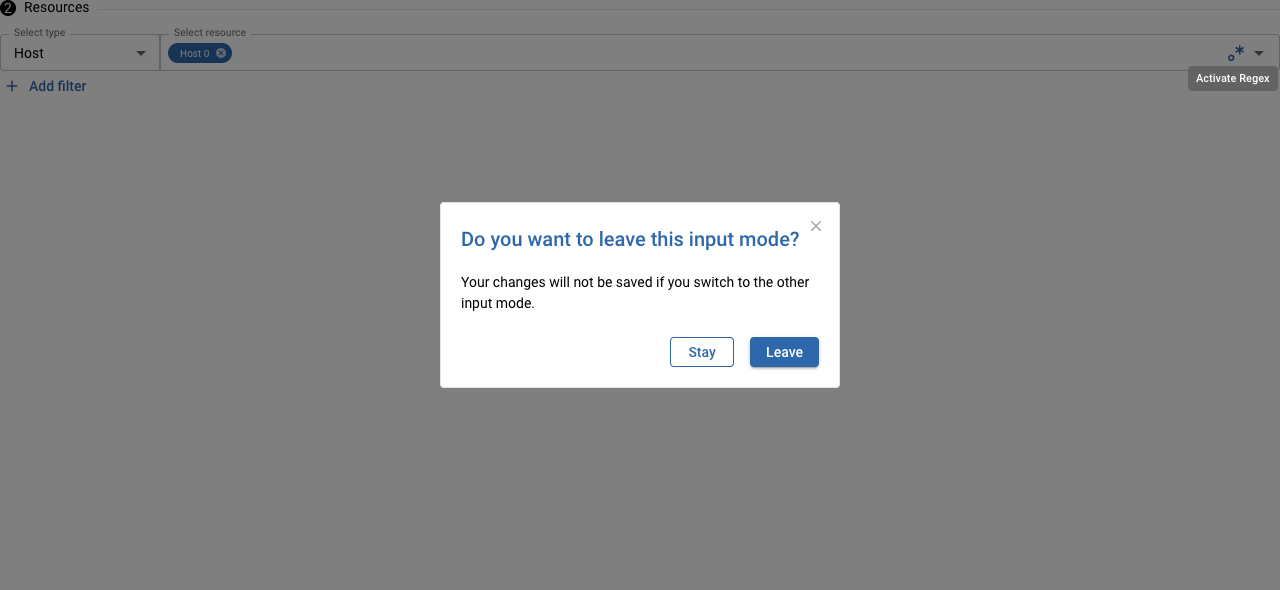 2 Resources
Select type
Select resource
Host
Host 0
Activate Regex
Add filter
Do you want to leave this input mode?
Your changes will not be saved if you switch to the other
input mode.
Stay
Leave